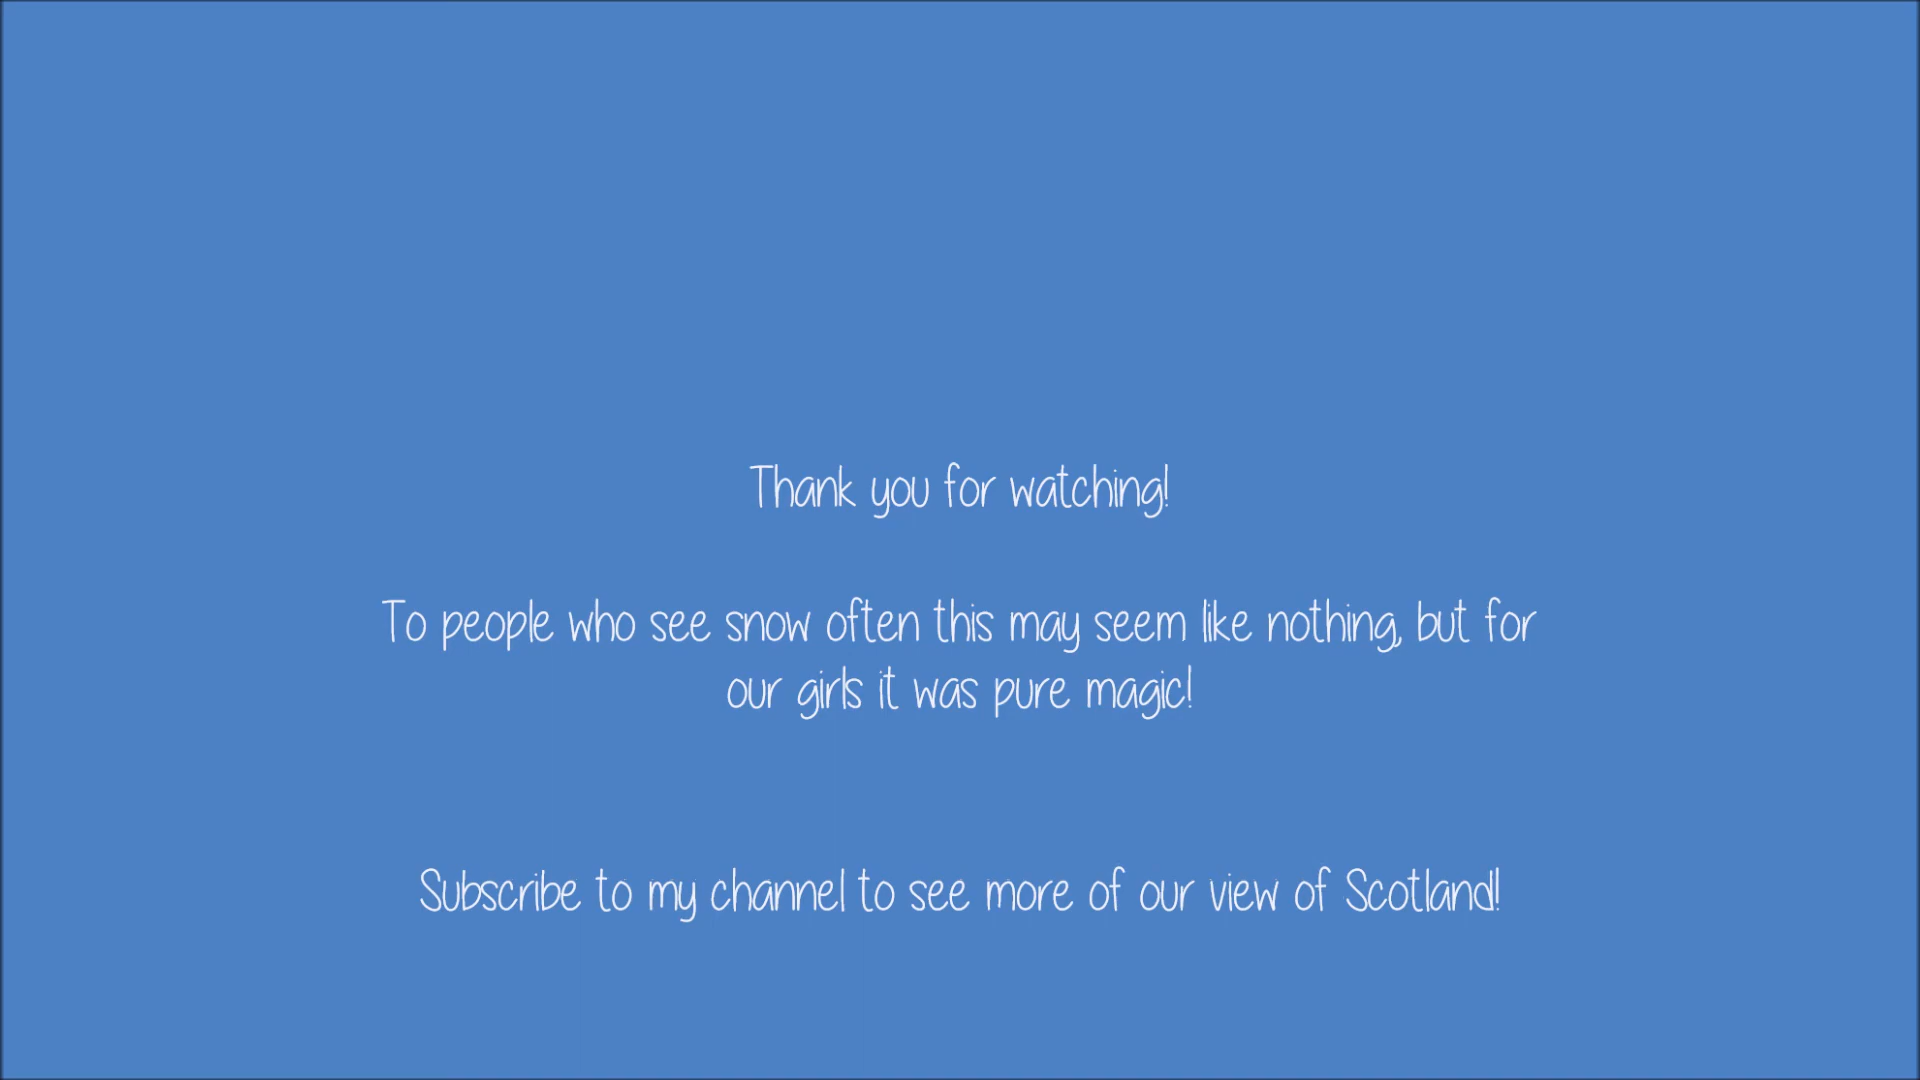 Thank you for watching!
To people who see snow often this may seem like nothing, but for
our girls it was pure magic!
Subscribe to my channel to see more of our view of Scotland!